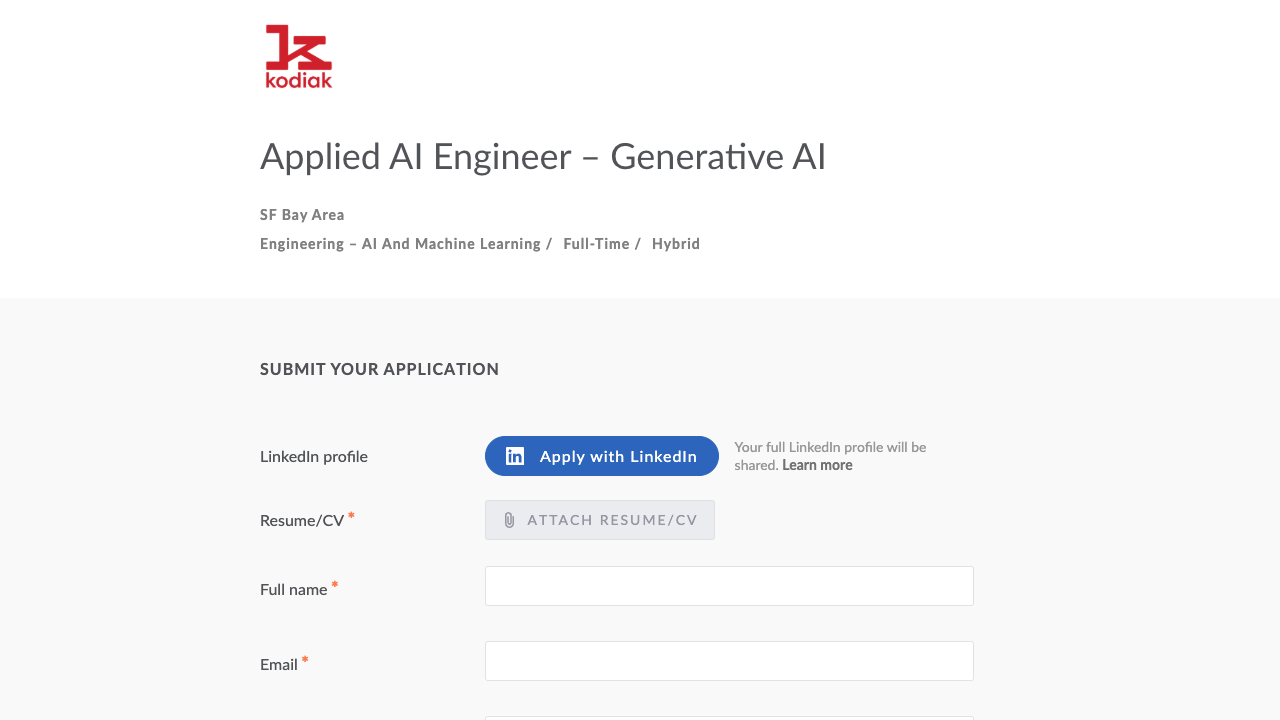 kodiak
Applied AI Engineer – Generative AI
SF Bay Area
Engineering – AI And Machine Learning / Full-Time / Hybrid
SUBMIT YOUR APPLICATION
LinkedIn profile
in Apply with LinkedIn
Your full LinkedIn profile will be
shared. Learn more
Resume/CV *
ATTACH RESUME/CV
Full name *
Email *